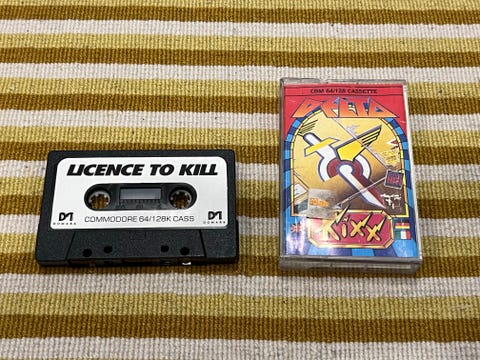 LICENCE TO KILL
COMMODORE 64/128K CASS
DOMARK
DOMARK
CBM 64/128 CASSETTE
DELTA
Kixx